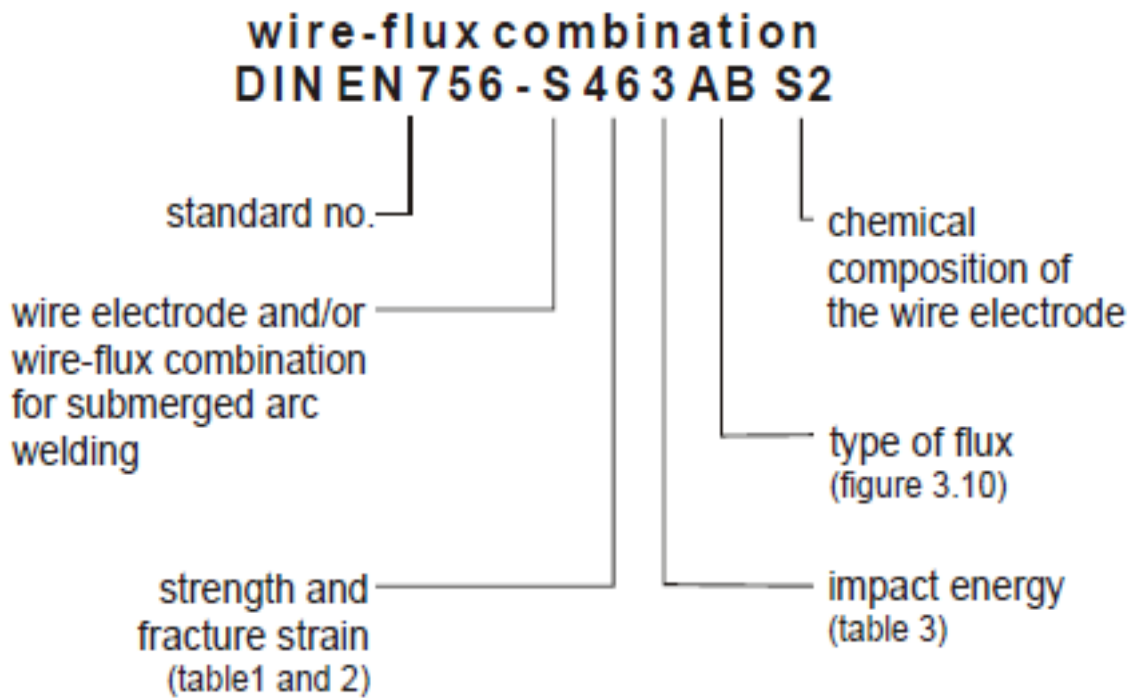 wire-flux combination
DIN EN 756 - S 46 3 AB S2
standard no.
wire electrode and/or
wire-flux combination
for submerged arc
welding
strength and
fracture strain
(table1 and 2)
chemical
composition of
the wire electrode
type of flux
(figure 3.10)
impact energy
(table 3)